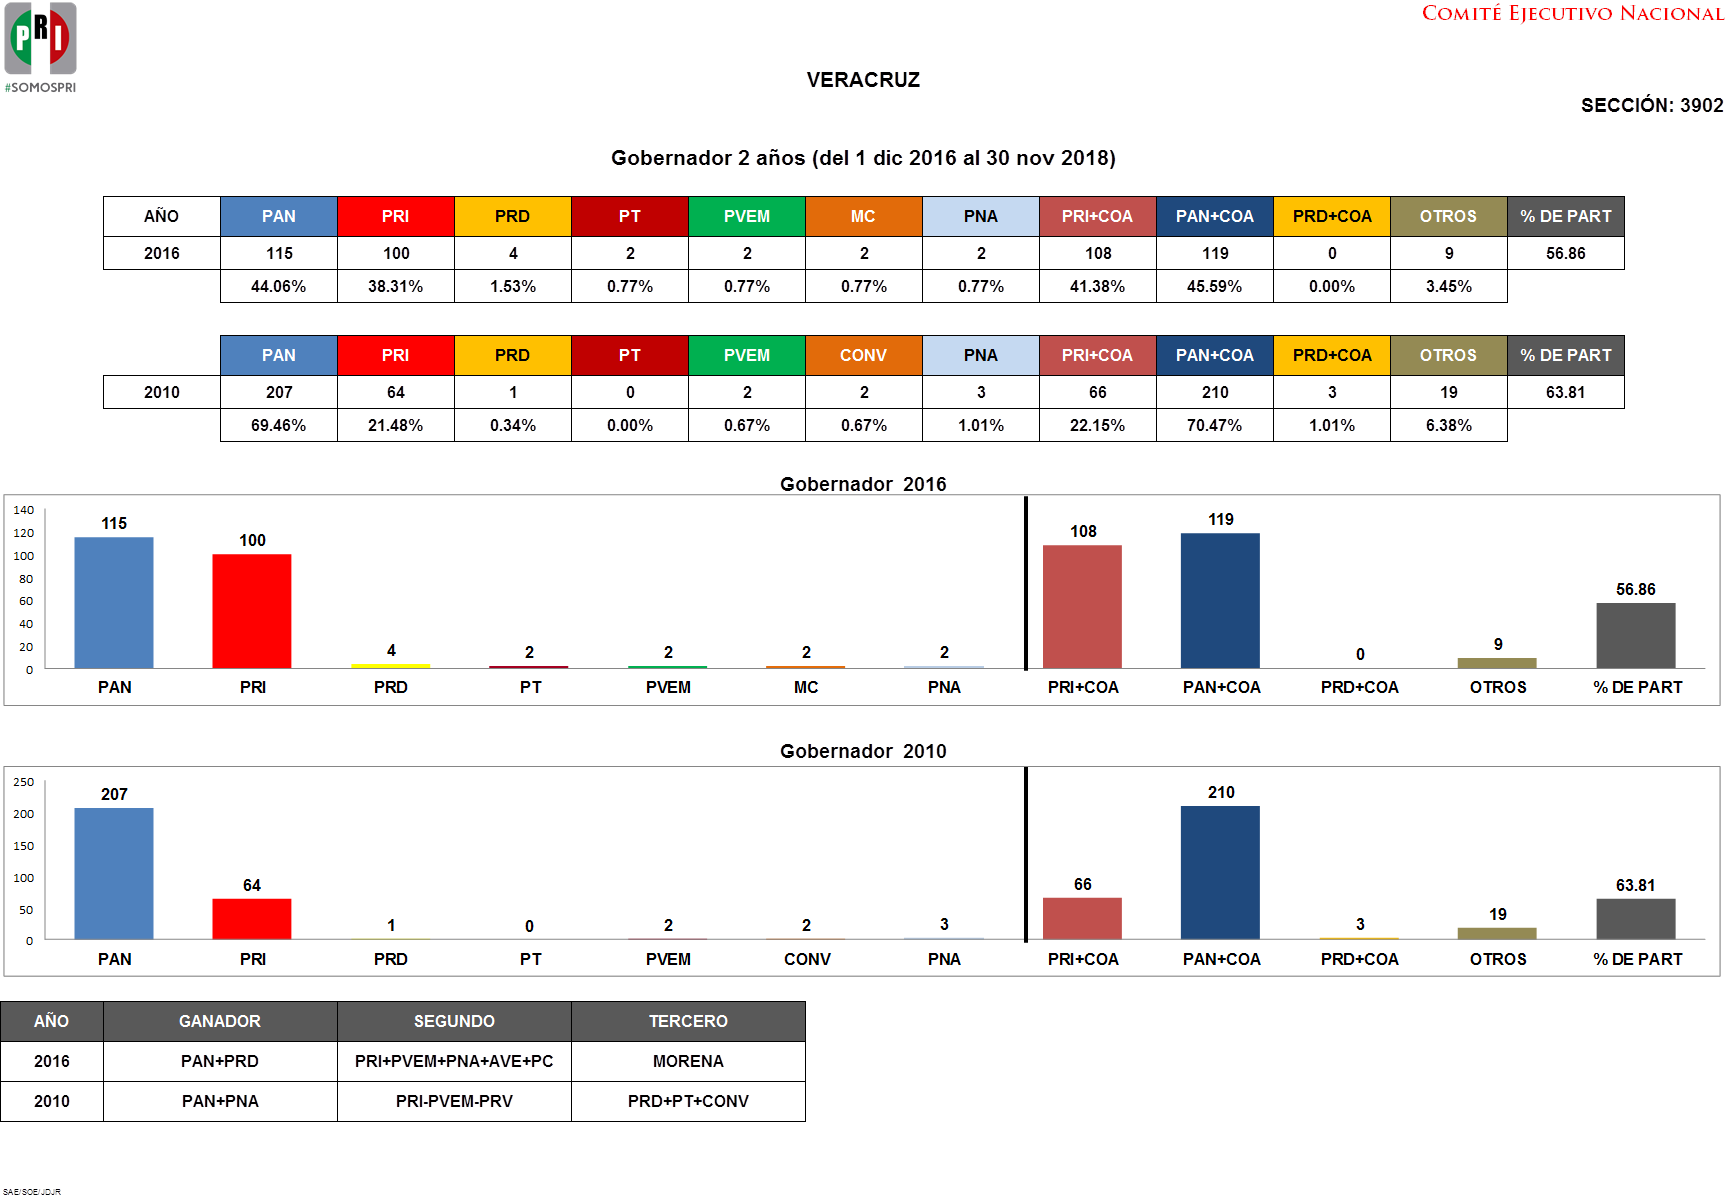 PRI
#SOMOSPRI
COMITÉ EJECUTIVO NACIONAL
VERACRUZ
SECCIÓN: 3902
Gobernador 2 años (del 1 dic 2016 al 30 nov 2018)
AÑO PAN PRI PRD PT PVEM MC PNA PRI+COA PAN+COA PRD+COA OTROS % DE PART
2016 115 100 4 2 2 2 2 108 119 0 9 56.86
44.06% 38.31% 1.53% 0.77% 0.77% 0.77% 0.77% 41.38% 45.59% 0.00% 3.45%
PAN PRI PRD PT PVEM CONV PNA PRI+COA PAN+COA PRD+COA OTROS % DE PART
2010 207 64 1 0 2 2 3 66 210 3 19 63.81
69.46% 21.48% 0.34% 0.00% 0.67% 0.67% 1.01% 22.15% 70.47% 1.01% 6.38%
Gobernador 2016
140
120
100
80
60
40
20
0
115 100 4 2 2 2 2 108 119 0 9 56.86
PAN PRI PRD PT PVEM MC PNA PRI+COA PAN+COA PRD+COA OTROS % DE PART
Gobernador 2010
250
200
150
100
50
0
207 64 1 0 2 2 3 66 210 3 19 63.81
PAN PRI PRD PT PVEM CONV PNA PRI+COA PAN+COA PRD+COA OTROS % DE PART
AÑO GANADOR SEGUNDO TERCERO
2016 PAN+PRD PRI+PVEM+PNA+AVE+PC MORENA
2010 PAN+PNA PRI-PVEM-PRV PRD+PT+CONV
SAE/SOE/JDJR